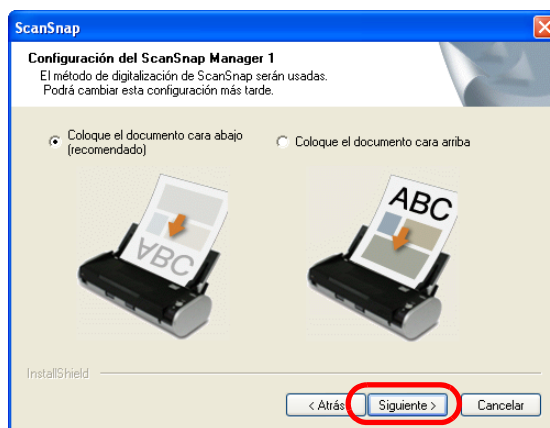 ScanSnap
Configuración del ScanSnap Manager 1
El método de digitalización de ScanSnap serán usadas.
Podrá cambiar esta configuración más tarde.
Coloque el documento cara abajo
(recomendado)
Coloque el documento cara arriba
ABC
ABC
InstallShield
< Atrás
Siguiente >
Cancelar